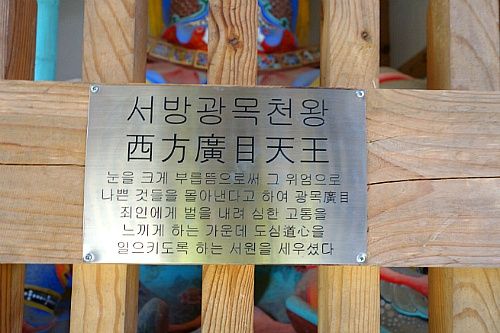 서방광목천왕
西方廣目天王
눈을 크게 부릅뜸으로써 그 위엄으로
나쁜 것들을 몰아낸다고 하여 광목廣目
죄인에게 벌을 내려 심한 고통을
느끼게 하는 가운데 도심道心을
일으키도록 하는 서원을 세우셨다